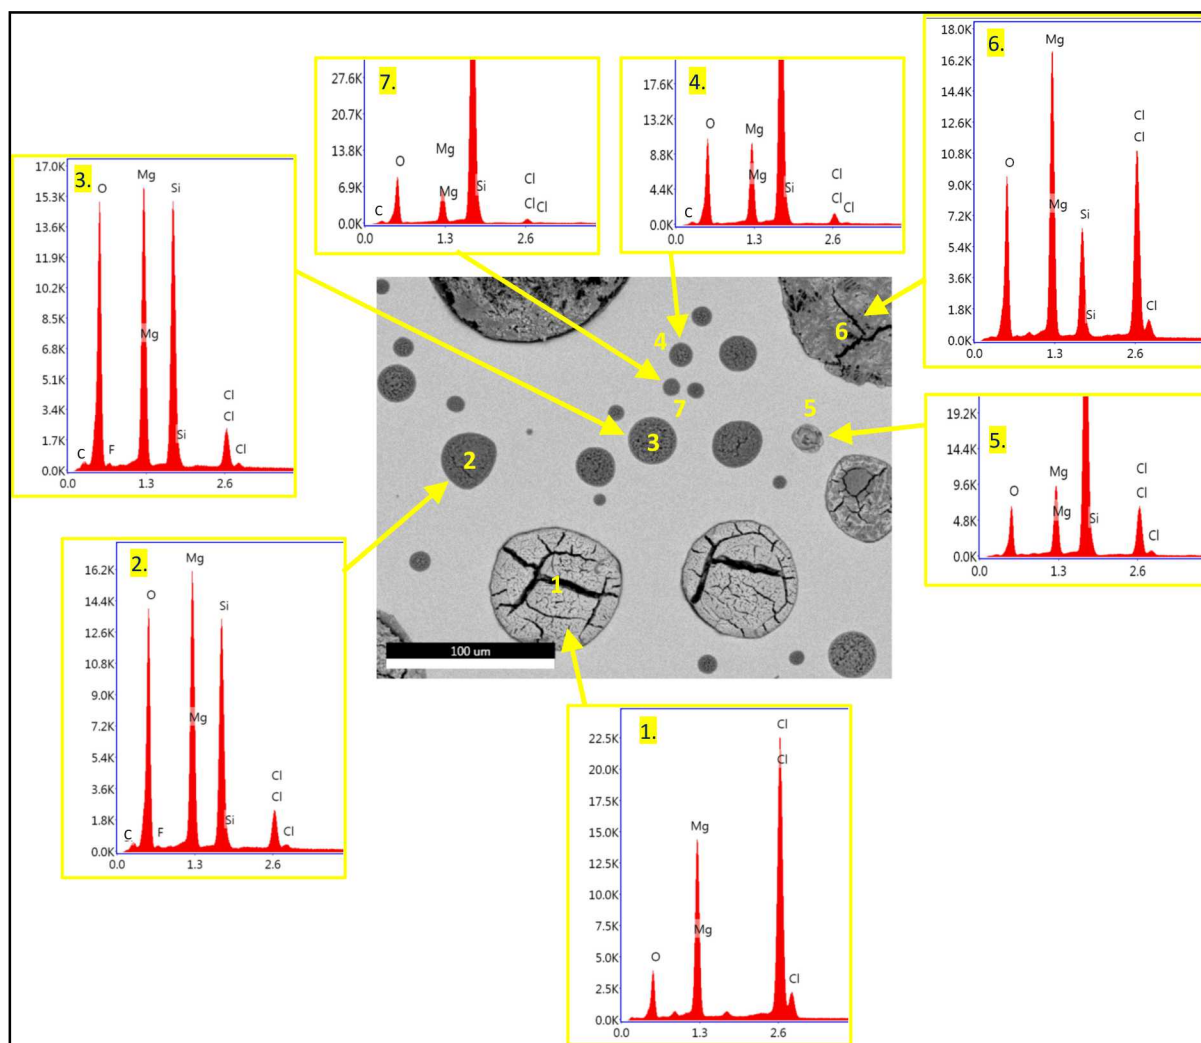 7.
27.6K
20.7K
13.8K
6.9K
0.0K
C
O
Mg
Mg
Si
Cl
Cl
Cl
0.0
1.3
2.6
4.
17.6K
13.2K
8.8K
4.4K
0.0K
C
O
Mg
Mg
Si
Cl
Cl
Cl
0.0
1.3
2.6
6.
18.0K
16.2K
14.4K
12.6K
10.8K
9.0K
7.2K
5.4K
3.6K
1.8K
0.0K
O
Mg
Mg
Si
Si
Cl
Cl
Cl
0.0
1.3
2.6
3.
17.0K
15.3K
13.6K
11.9K
10.2K
8.5K
6.8K
5.1K
3.4K
1.7K
0.0K
C
O
F
Mg
Mg
Si
Si
Cl
Cl
Cl
0.0
1.3
2.6
4
6
7
5
3
2
1
100 um
5.
19.2K
14.4K
9.6K
4.8K
0.0K
O
Mg
Mg
Si
Cl
Cl
Cl
0.0
1.3
2.6
2.
16.2K
14.4K
12.6K
10.8K
9.0K
7.2K
5.4K
3.6K
1.8K
0.0K
C
O
F
Mg
Mg
Si
Si
Cl
Cl
Cl
0.0
1.3
2.6
1.
22.5K
20.0K
17.5K
15.0K
12.5K
10.0K
7.5K
5.0K
2.5K
0.0K
O
Mg
Mg
Cl
Cl
Cl
0.0
1.3
2.6